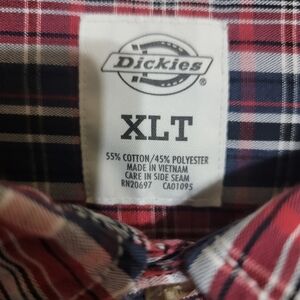 Dickies®
XLT
55% COTTON/45% POLYESTER
MADE IN VIETNAM
CARE IN SIDE SEAM
RN20697 CA01095